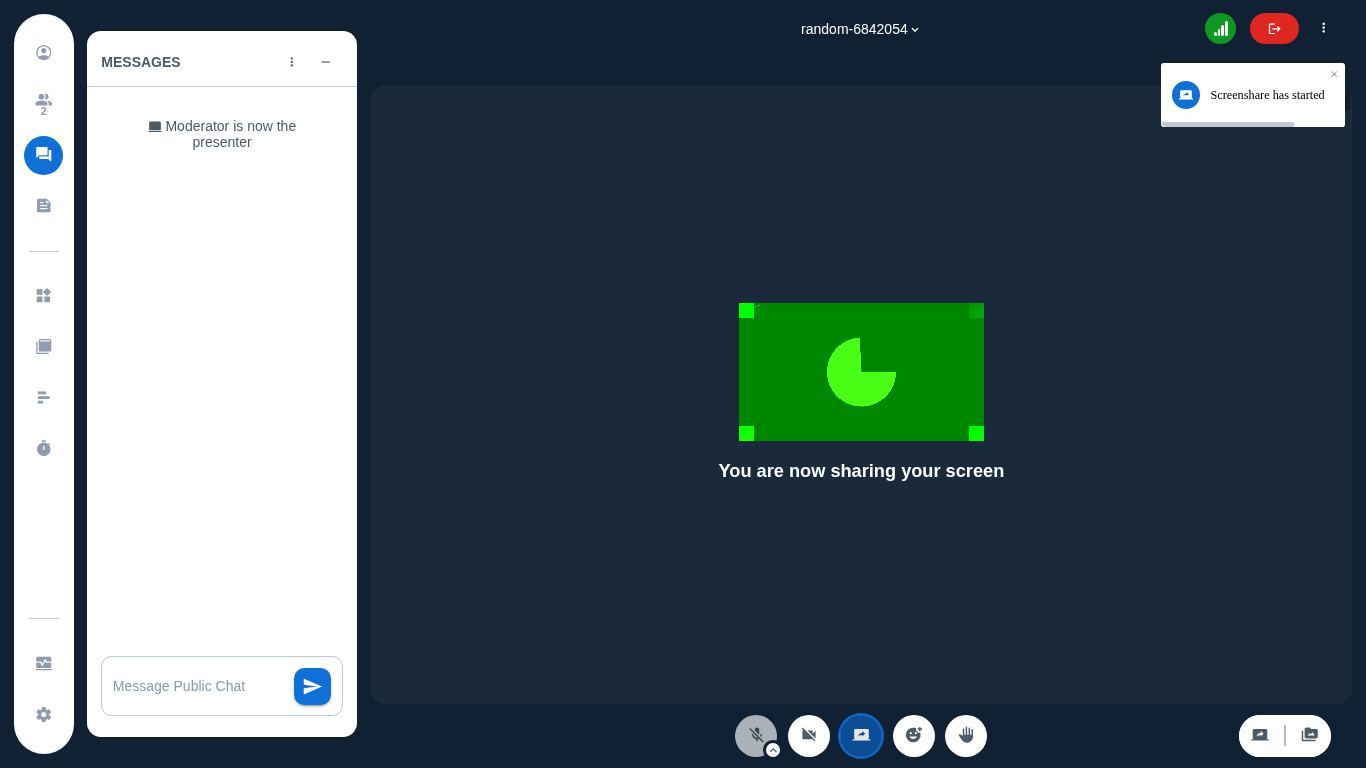 random-6842054
2
MESSAGES
Moderator is now the
presenter
Screenshare has started
You are now sharing your screen
Message Public Chat